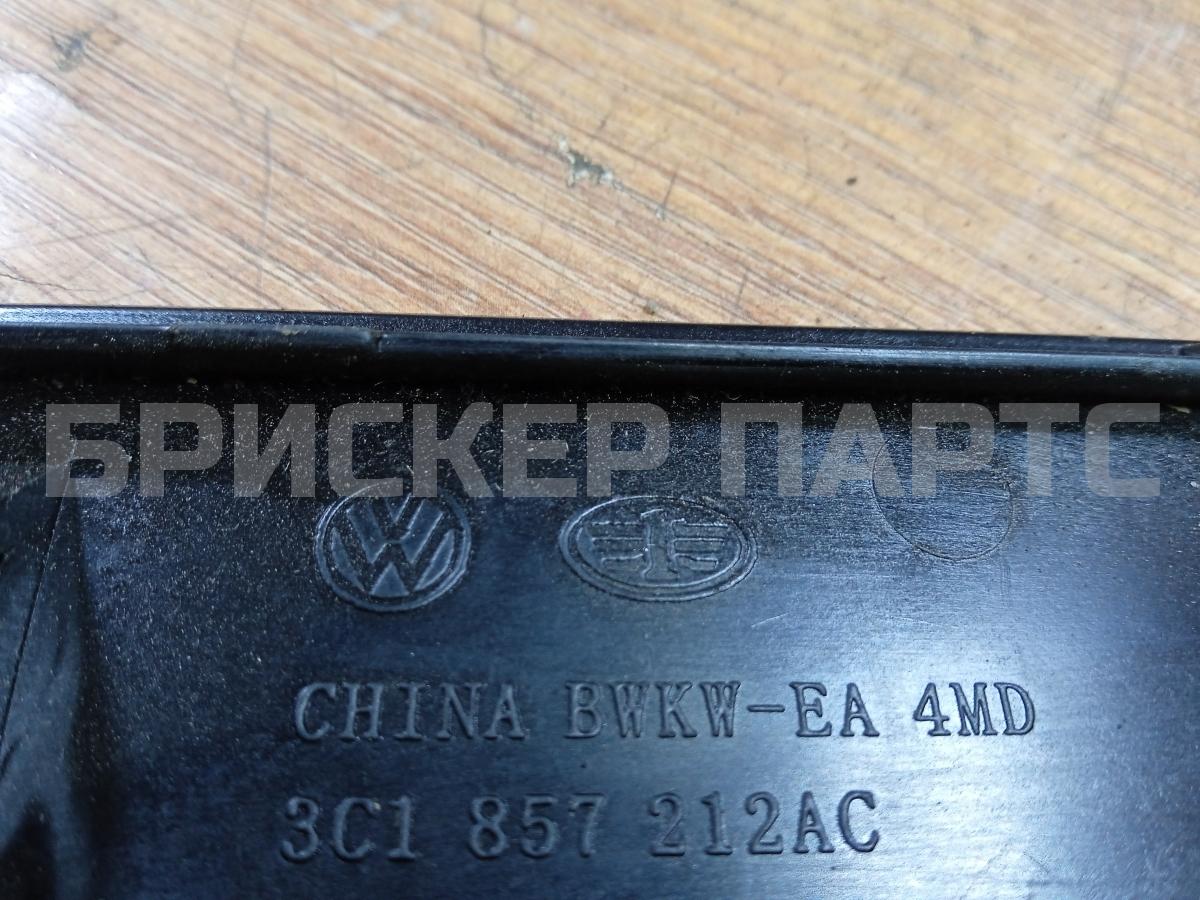 БРИСКЕР ПАРТС
CHINA BWKW-EA 4MD
3C1 857 212AC